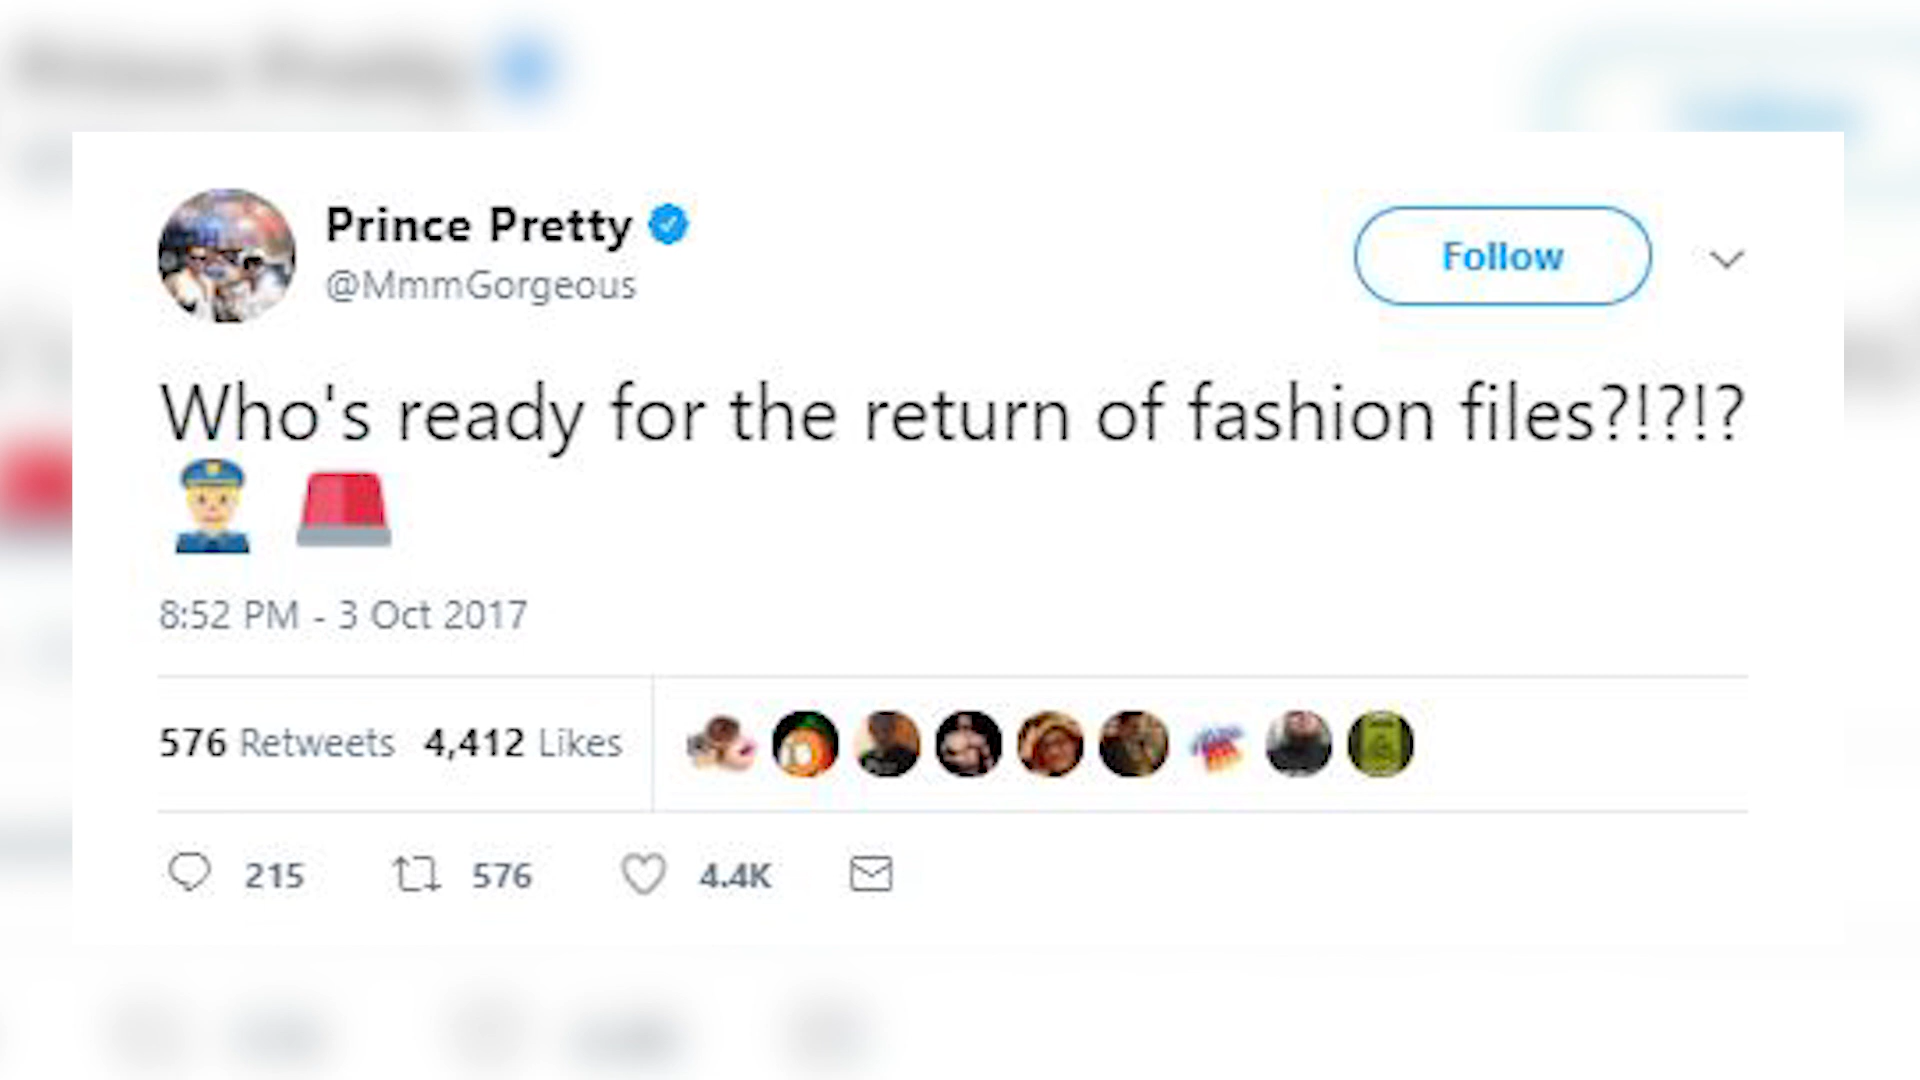 Prince Pretty
@MmmGorgeous
Follow
Who's ready for the return of fashion files?!?!?
8:52 PM - 3 Oct 2017
576 Retweets 4,412 Likes
215 576 4.4K